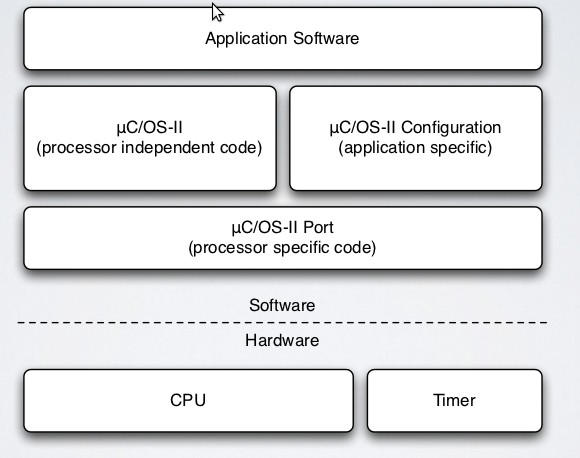 Application Software
µC/OS-II
(processor independent code)
µC/OS-II Configuration
(application specific)
µC/OS-II Port
(processor specific code)
Software
Hardware
CPU
Timer